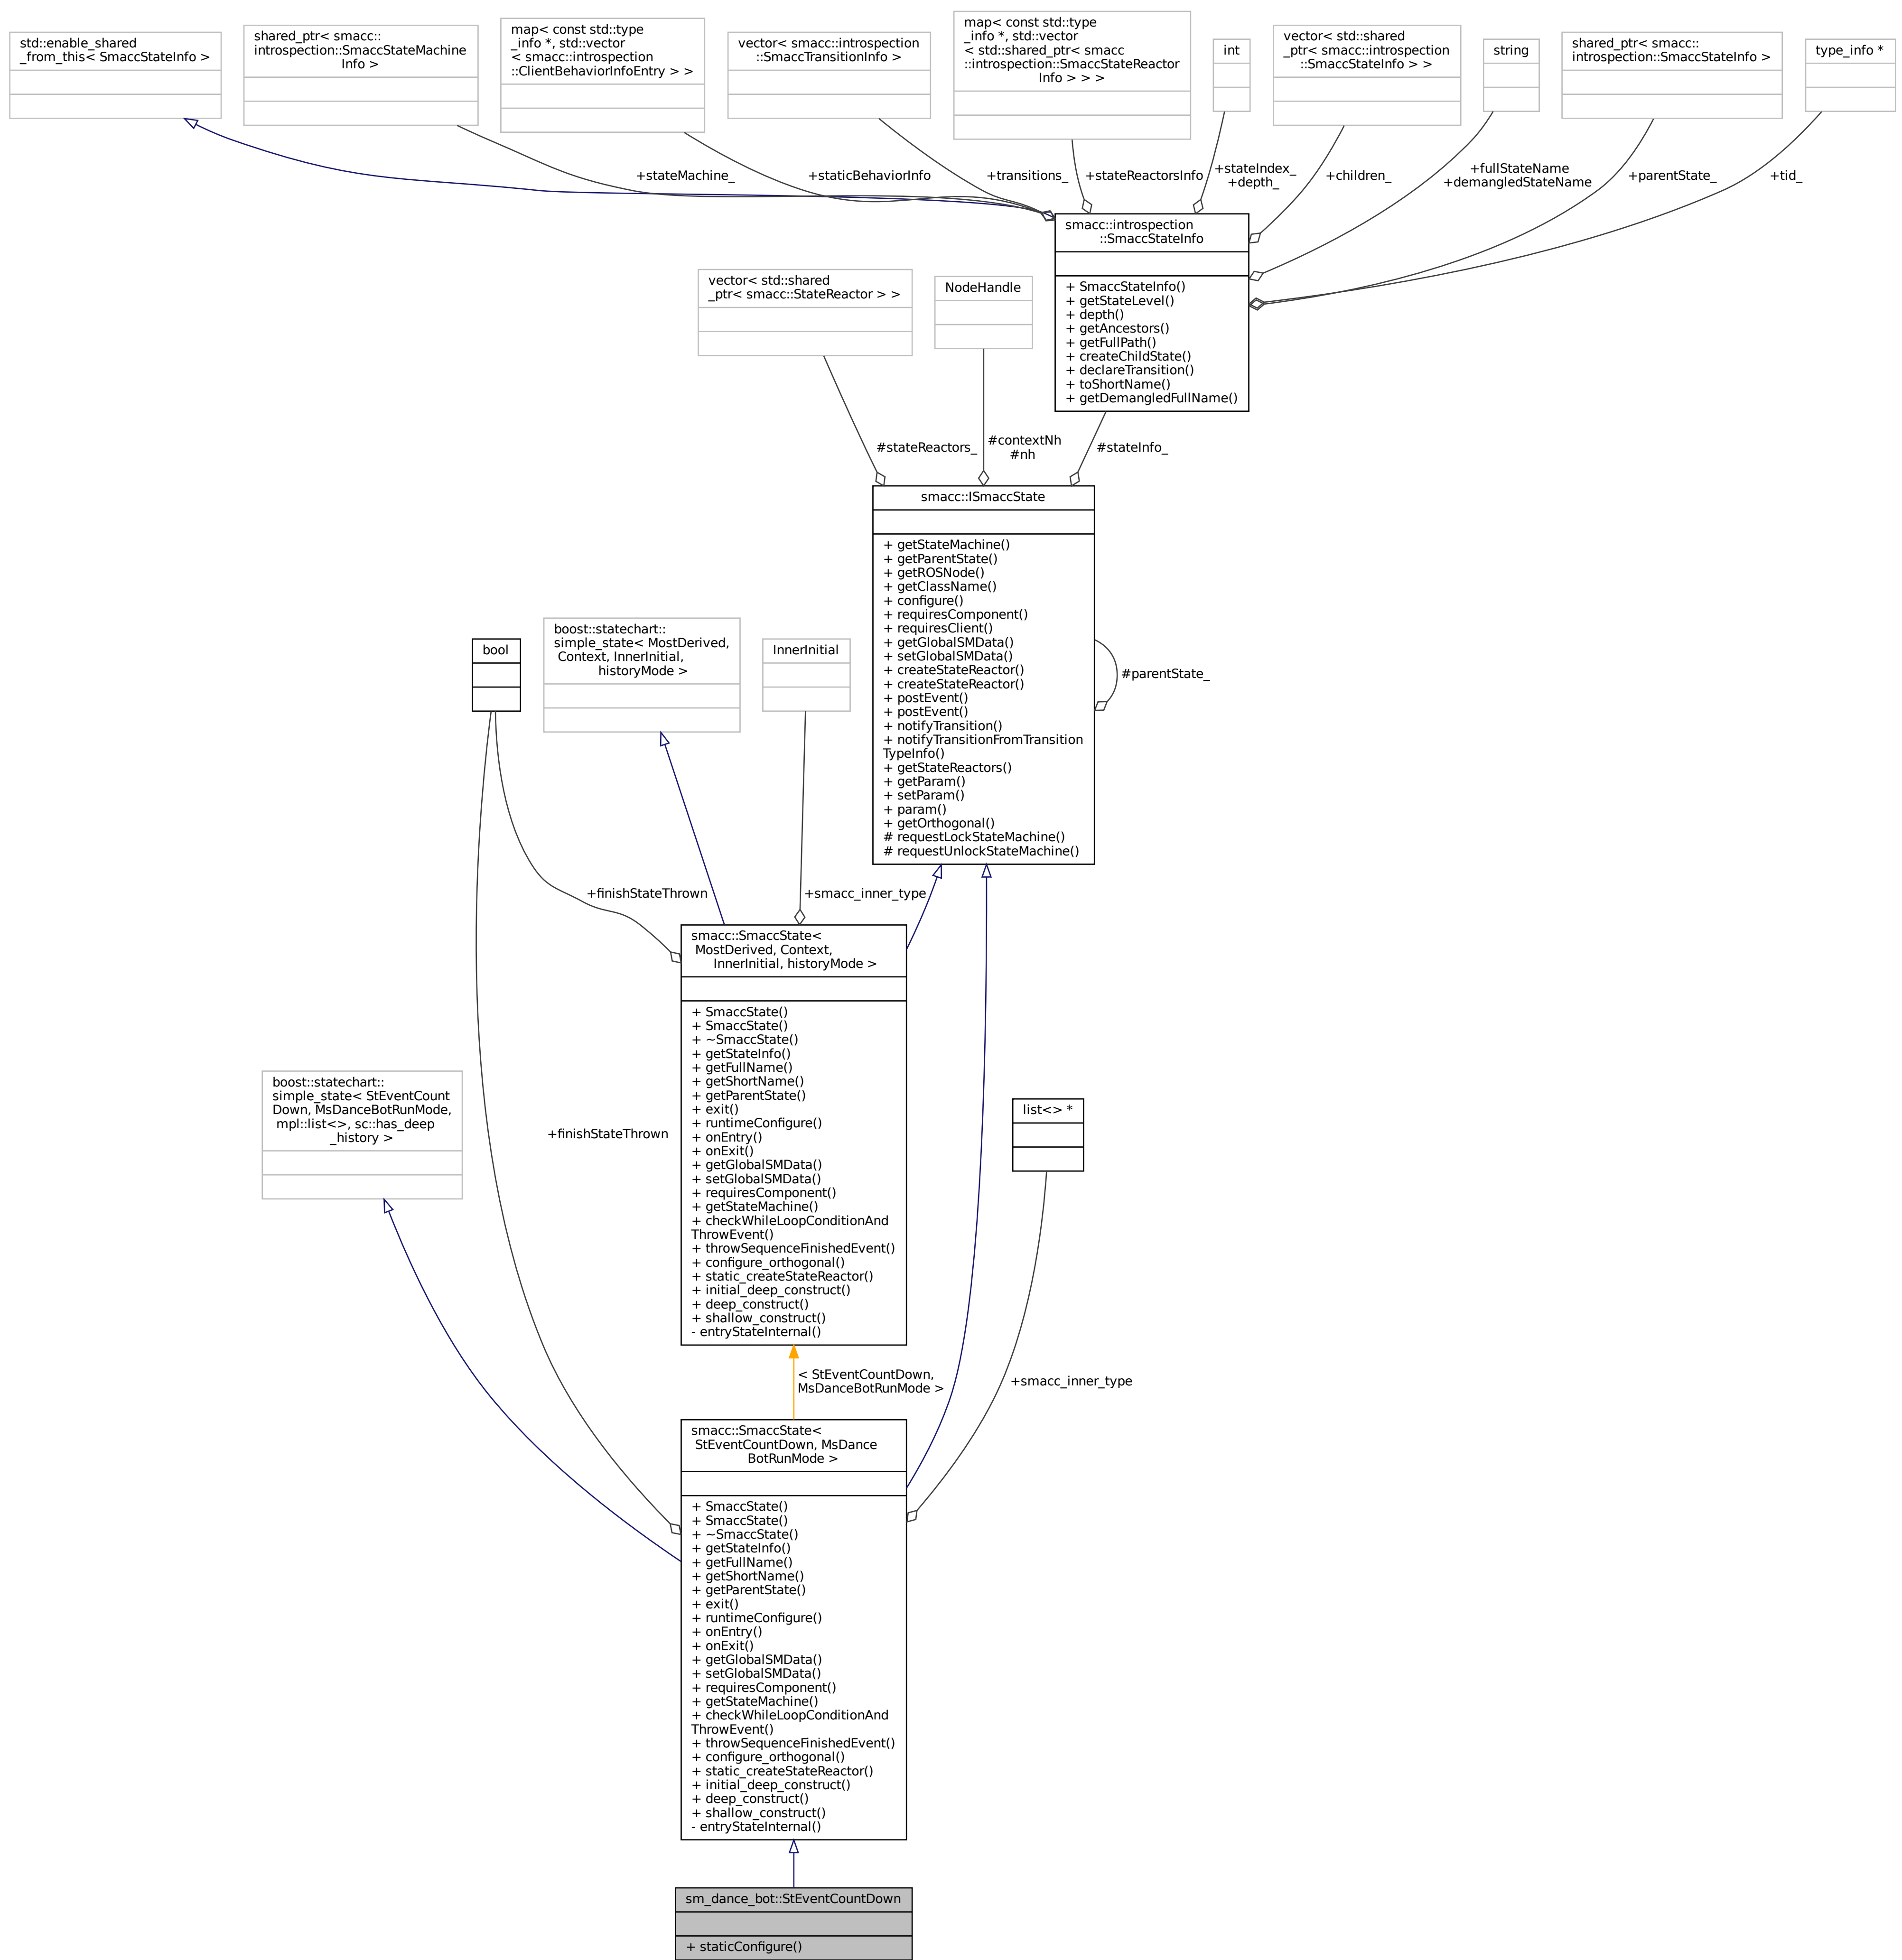 std::enable_shared
_from_this< SmaccStateInfo >
shared_ptr< smacc::
introspection::SmaccStateMachine
Info >
map< const std::type
_info *, std::vector
< smacc::introspection
::ClientBehaviorInfoEntry > >
vector< smacc::introspection
::SmaccTransitionInfo >
map< const std::type
_info *, std::vector
< std::shared_ptr< smacc
::introspection::SmaccStateReactor
Info > > >
int
vector< std::shared
_ptr< smacc::introspection
::SmaccStateInfo > >
string
shared_ptr< smacc::
introspection::SmaccStateInfo >
type_info *
+stateMachine_
+staticBehaviorInfo
+transitions_
+stateReactorsInfo
+stateIndex_
+depth_
+children_
+fullStateName
+demangledStateName
+parentState_
+tid_
smacc::introspection
::SmaccStateInfo
+ SmaccStateInfo()
+ getStateLevel()
+ depth()
+ getAncestors()
+ getFullPath()
+ createChildState()
+ declareTransition()
+ toShortName()
+ getDemangledFullName()
vector< std::shared
_ptr< smacc::StateReactor > >
NodeHandle
#stateReactors_
#contextNh
#nh
#stateInfo_
smacc::ISmaccState
+ getStateMachine()
+ getParentState()
+ getROSNode()
+ getClassName()
+ configure()
+ requiresComponent()
+ requiresClient()
+ getGlobalSMData()
+ setGlobalSMData()
+ createStateReactor()
+ createStateReactor()
+ postEvent()
+ postEvent()
+ notifyTransition()
+ notifyTransitionFromTransition
TypeInfo()
+ getStateReactors()
+ getParam()
+ setParam()
+ param()
+ getOrthogonal()
# requestLockStateMachine()
# requestUnlockStateMachine()
#parentState_
bool
boost::statechart::
simple_state< MostDerived,
Context, InnerInitial,
historyMode >
InnerInitial
+finishStateThrown
+smacc_inner_type
smacc::SmaccState<
MostDerived, Context,
InnerInitial, historyMode >
+ SmaccState()
+ SmaccState()
+ ~SmaccState()
+ getStateInfo()
+ getFullName()
+ getShortName()
+ getParentState()
+ exit()
+ runtimeConfigure()
+ onEntry()
+ onExit()
+ getGlobalSMData()
+ setGlobalSMData()
+ requiresComponent()
+ getStateMachine()
+ checkWhileLoopConditionAnd
ThrowEvent()
+ throwSequenceFinishedEvent()
+ configure_orthogonal()
+ static_createStateReactor()
+ initial_deep_construct()
+ deep_construct()
+ shallow_construct()
- entryStateInternal()
boost::statechart::
simple_state< StEventCount
Down, MsDanceBotRunMode,
mpl::list<>, sc::has_deep
_history >
+finishStateThrown
list<> *
< StEventCountDown,
MsDanceBotRunMode >
+smacc_inner_type
smacc::SmaccState<
StEventCountDown, MsDance
BotRunMode >
+ SmaccState()
+ SmaccState()
+ ~SmaccState()
+ getStateInfo()
+ getFullName()
+ getShortName()
+ getParentState()
+ exit()
+ runtimeConfigure()
+ onEntry()
+ onExit()
+ getGlobalSMData()
+ setGlobalSMData()
+ requiresComponent()
+ getStateMachine()
+ checkWhileLoopConditionAnd
ThrowEvent()
+ throwSequenceFinishedEvent()
+ configure_orthogonal()
+ static_createStateReactor()
+ initial_deep_construct()
+ deep_construct()
+ shallow_construct()
- entryStateInternal()
sm_dance_bot::StEventCountDown
+ staticConfigure()